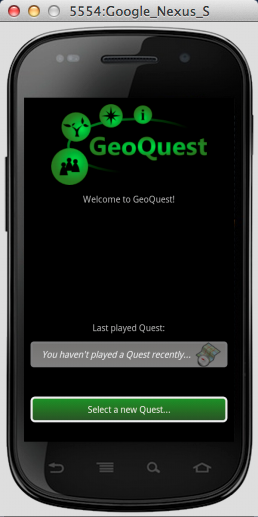 5554:Google_Nexus_S
GeoQuest
Welcome to GeoQuest!
Last played Quest:
You haven't played a Quest recently...
Select a new Quest...